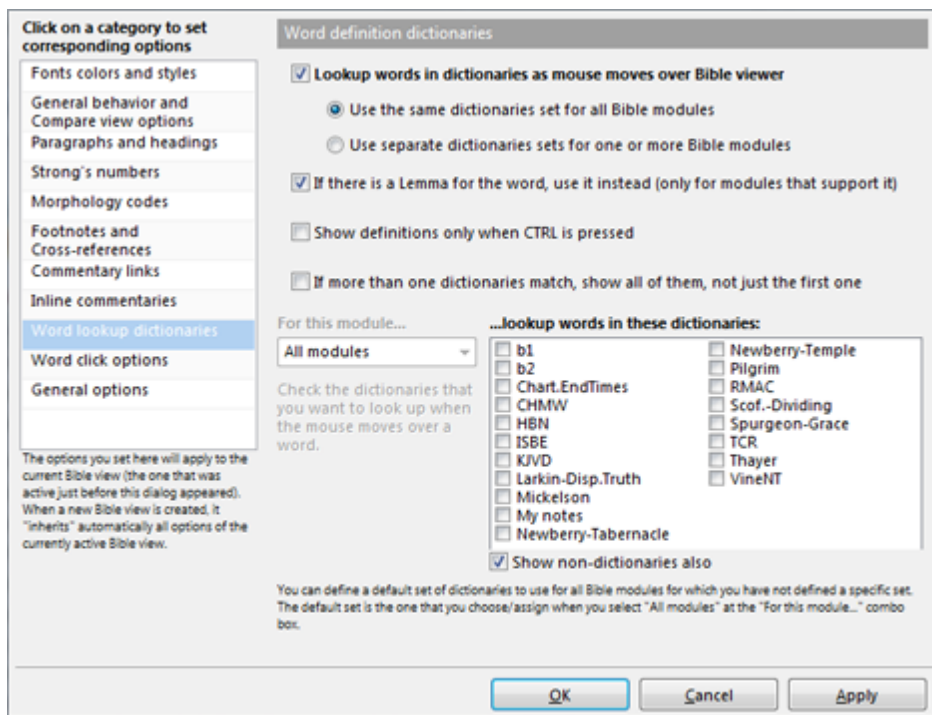 Click on a category to set
corresponding options
Fonts colors and styles
General behavior and
Compare view options
Paragraphs and headings
Strong's numbers
Morphology codes
Footnotes and
Cross-references
Commentary links
Inline commentaries
Word lookup dictionaries
Word click options
General options
The options you set here will apply to the
current Bible view (the one that was
active just before this dialog appeared).
When a new Bible view is created, it
"inherits" automatically all options of the
currently active Bible view.
Word definition dictionaries
Lookup words in dictionaries as mouse moves over Bible viewer
Use the same dictionaries set for all Bible modules
Use separate dictionaries sets for one or more Bible modules
If there is a Lemma for the word, use it instead (only for modules that support it)
Show definitions only when CTRL is pressed
If more than one dictionaries match, show all of them, not just the first one
For this module...
All modules
Check the dictionaries that
you want to look up when
the mouse moves over a
word.
...lookup words in these dictionaries:
b1
b2
Chart.EndTimes
CHMW
HBN
ISBE
KJVD
Larkin-Disp.Truth
Mickelson
My notes
Newberry-Tabernacle
Newberry-Temple
Pilgrim
RMAC
Scof.-Dividing
Spurgeon-Grace
TCR
Thayer
VineNT
Show non-dictionaries also
You can define a default set of dictionaries to use for all Bible modules for which you have not defined a specific set.
The default set is the one that you choose/assign when you select "All modules" at the "For this module..." combo
box.
OK
Cancel
Apply